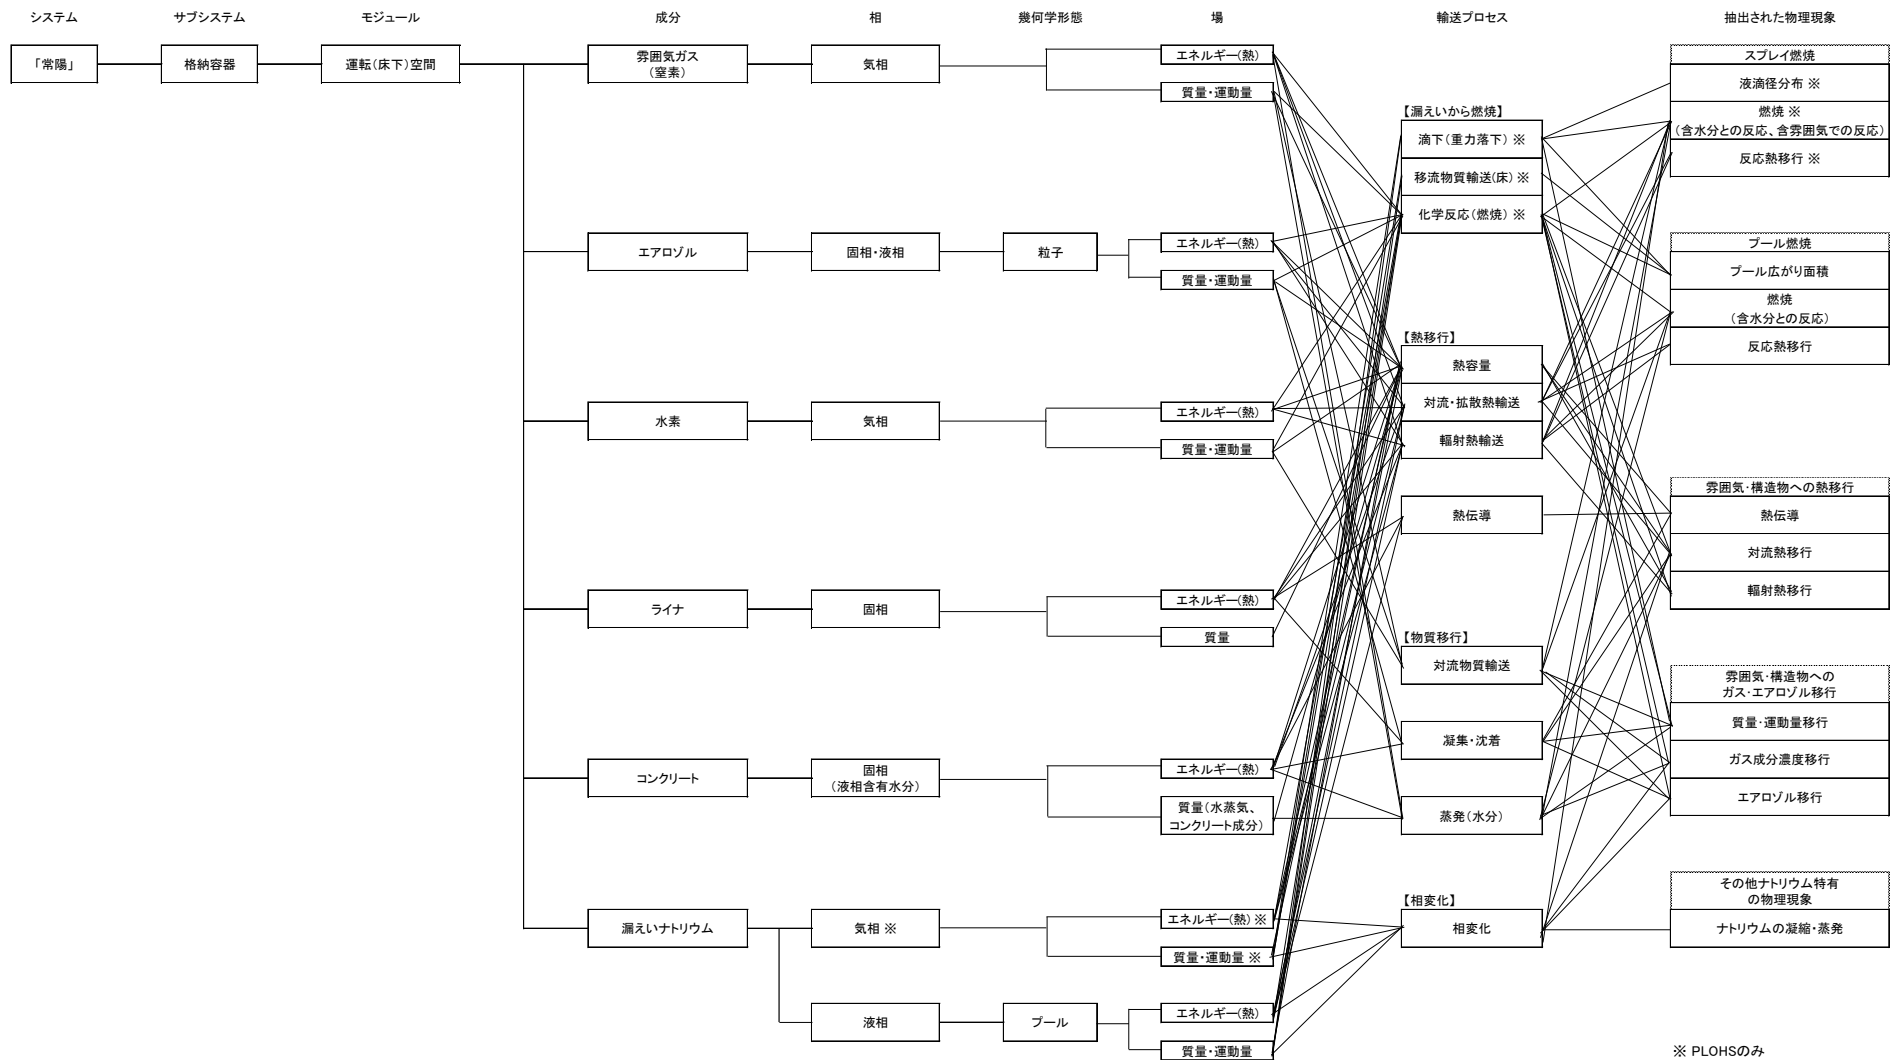 システム
サブシステム
モジュール
成分
相
幾何学形態
場
輸送プロセス
抽出された物理現象
「常陽」
格納容器
運転(床下)空間
雰囲気ガス
(窒素)
気相
エネルギー(熱)
質量・運動量
エアロゾル
固相・液相
粒子
エネルギー(熱)
質量・運動量
水素
気相
エネルギー(熱)
質量・運動量
ライナ
固相
エネルギー(熱)
質量
コンクリート
固相
(液相含有水分)
エネルギー(熱)
質量(水蒸気、
コンクリート成分)
漏えいナトリウム
気相 ※
エネルギー(熱) ※
質量・運動量 ※
液相
プール
エネルギー(熱)
質量・運動量
【漏えいから燃焼】
滴下(重力落下) ※
移流物質輸送(床) ※
化学反応(燃焼) ※
【熱移行】
熱容量
対流・拡散熱輸送
輻射熱輸送
熱伝導
【物質移行】
対流物質輸送
凝集・沈着
蒸発(水分)
【相変化】
相変化
スプレイ燃焼
液滴径分布 ※
燃焼 ※
(含水分との反応、含雰囲気での反応)
反応熱移行 ※
プール燃焼
プール広がり面積
燃焼
(含水分との反応)
反応熱移行
雰囲気・構造物への熱移行
熱伝導
対流熱移行
輻射熱移行
雰囲気・構造物への
ガス・エアロゾル移行
質量・運動量移行
ガス成分濃度移行
エアロゾル移行
その他ナトリウム特有
の物理現象
ナトリウムの凝縮・蒸発
※ PLOHSのみ